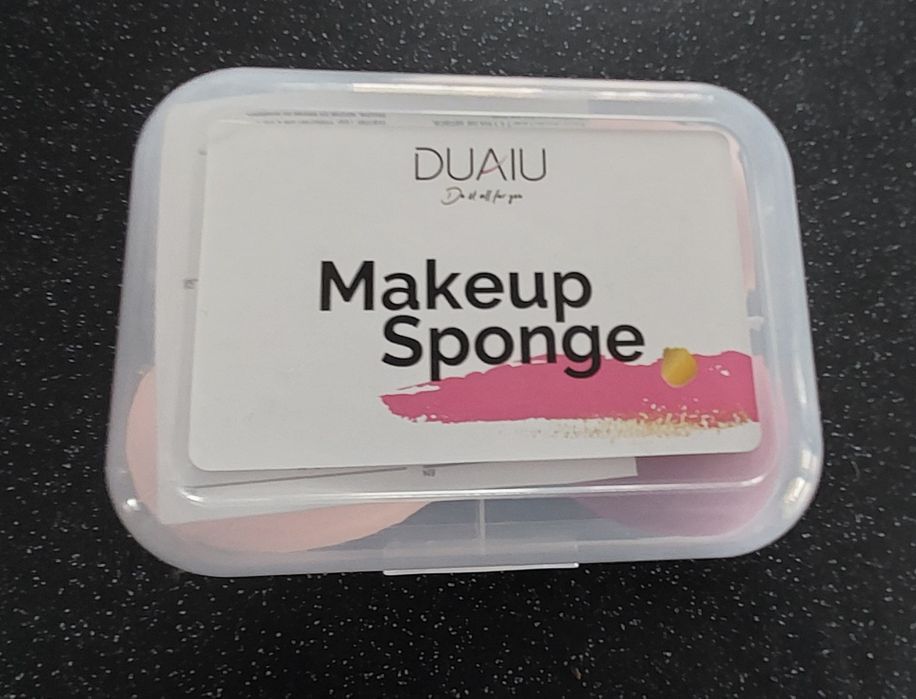 DUAIU
Do it all for you
Makeup
Sponge